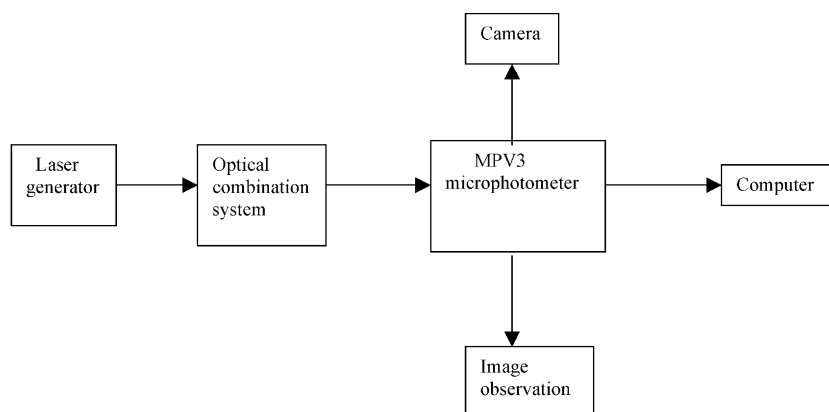 Camera
Laser
generator
Optical
combination
system
MPV3
microphotometer
Computer
Image
observation